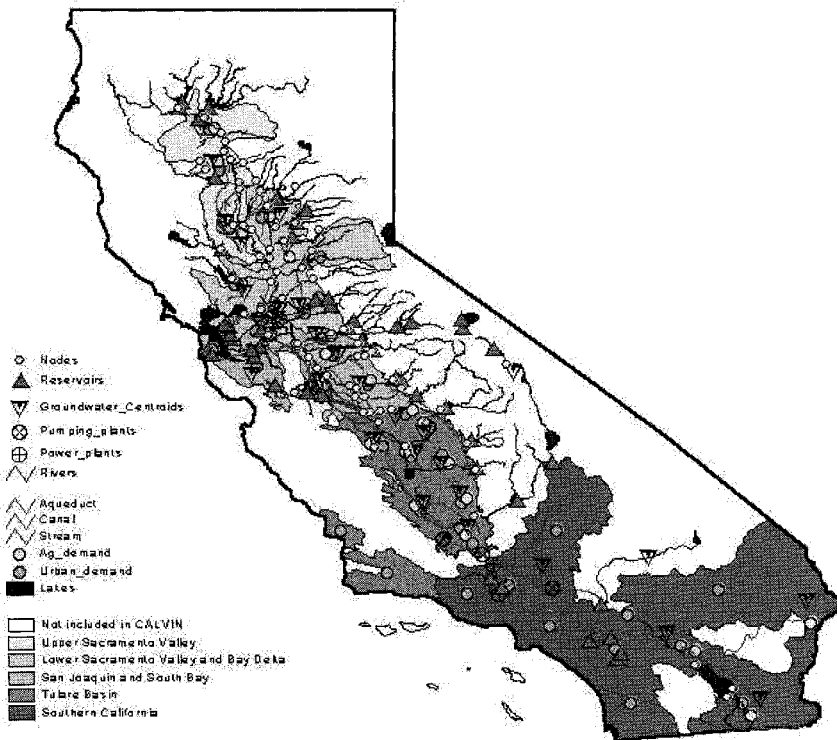 Nodes
Reservairs
Groundwater_Centroids
Pumping_plants
Power_plants
Rivers
Aqueduct
Canal
Stream
Ag_demand
Urban_demand
Lakes
Not included in CALVIN
Upper Sacramento Valley
Lower Sacramento Valley and Bay Delta
San Joaquin and South Bay
Tulare Basin
Southern California